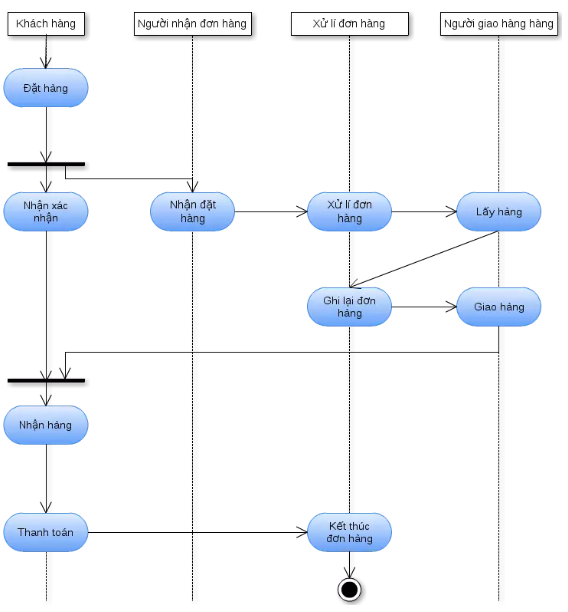 Khách hàng
Người nhận đơn hàng
Xử lí đơn hàng
Người giao hàng hàng
Đặt hàng
Nhận xác
nhận
Nhận đặt
hàng
Xử lí đơn
hàng
Lấy hàng
Ghi lại đơn
hàng
Giao hàng
Nhận háng
Thanh toán
Kết thúc
đơn hàng